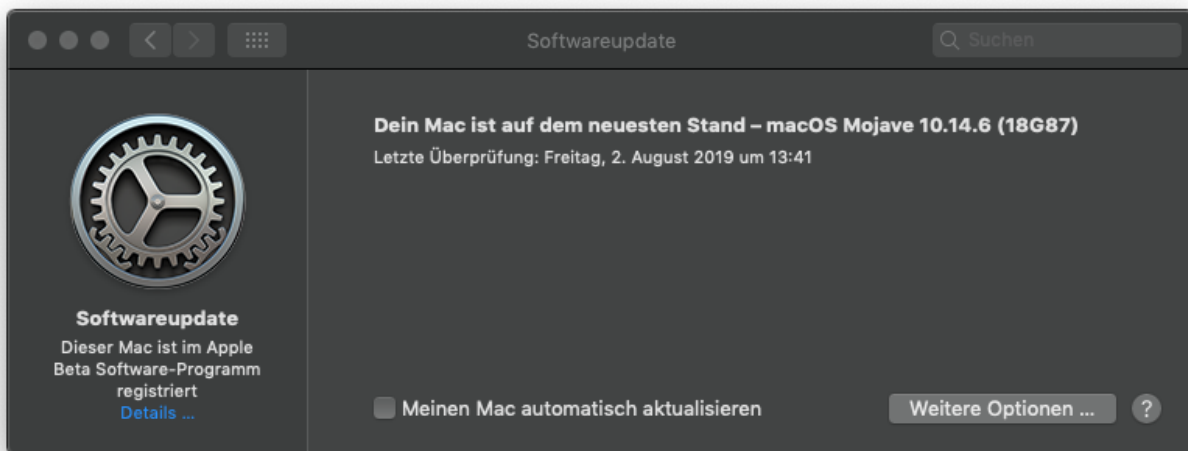 Softwareupdate
Suchen
Dein Mac ist auf dem neuesten Stand – macOS Mojave 10.14.6 (18G87)
Letzte Überprüfung: Freitag, 2. August 2019 um 13:41
Softwareupdate
Dieser Mac ist im Apple
Beta Software-Programm
registriert
Details ...
Meinen Mac automatisch aktualisieren
Weitere Optionen ...
?